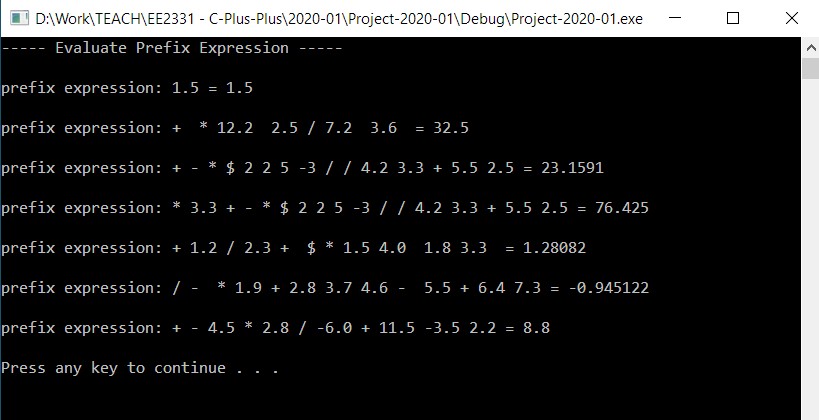 D:\Work\TEACH\EE2331 - C-Plus-Plus\2020-01\Project-2020-01\Debug\Project-2020-01.exe
----- Evaluate Prefix Expression -----
prefix expression: 1.5 = 1.5
prefix expression: +  * 12.2  2.5 / 7.2  3.6  = 32.5
prefix expression: + - * $ 2 2 5 -3 / / 4.2 3.3 + 5.5 2.5 = 23.1591
prefix expression: * 3.3 + - * $ 2 2 5 -3 / / 4.2 3.3 + 5.5 2.5 = 76.425
prefix expression: + 1.2 / 2.3 +  $ * 1.5 4.0  1.8 3.3  = 1.28082
prefix expression: / -  * 1.9 + 2.8 3.7 4.6 -  5.5 + 6.4 7.3 = -0.945122
prefix expression: + - 4.5 * 2.8 / -6.0 + 11.5 -3.5 2.2 = 8.8
Press any key to continue . . .